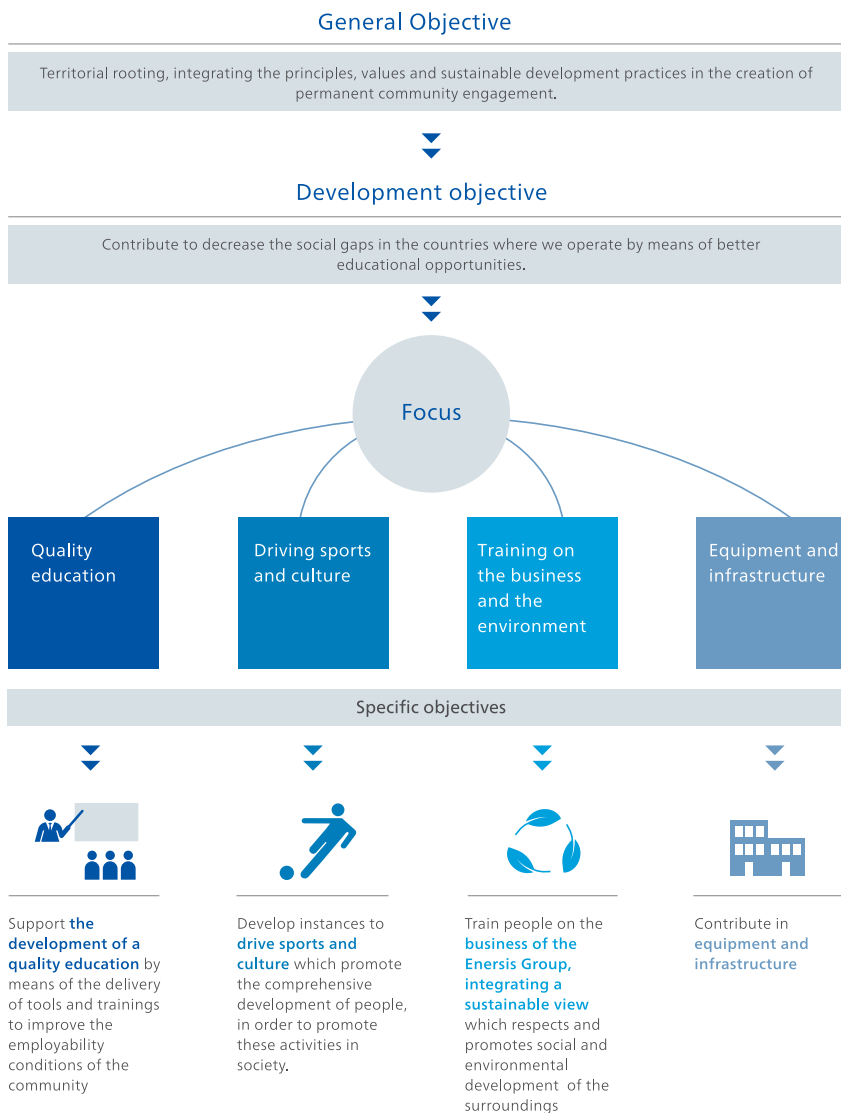 General Objective
Territorial rooting, integrating the principles, values and sustainable development practices in the creation of
permanent community engagement.
Development objective
Contribute to decrease the social gaps in the countries where we operate by means of better
educational opportunities.
Focus
Quality
education
Driving sports
and culture
Training on
the business
and the
environment
Equipment and
infrastructure
Specific objectives
Support the
development of a
quality education by
means of the delivery
of tools and trainings
to improve the
employability
conditions of the
community
Develop instances to
drive sports and
culture which promote
the comprehensive
development of people,
in order to promote
these activities in
society.
Train people on the
business of the
Enersis Group,
integrating a
sustainable view
which respects and
promotes social and
environmental
development of the
surroundings
Contribute in
equipment and
infrastructure